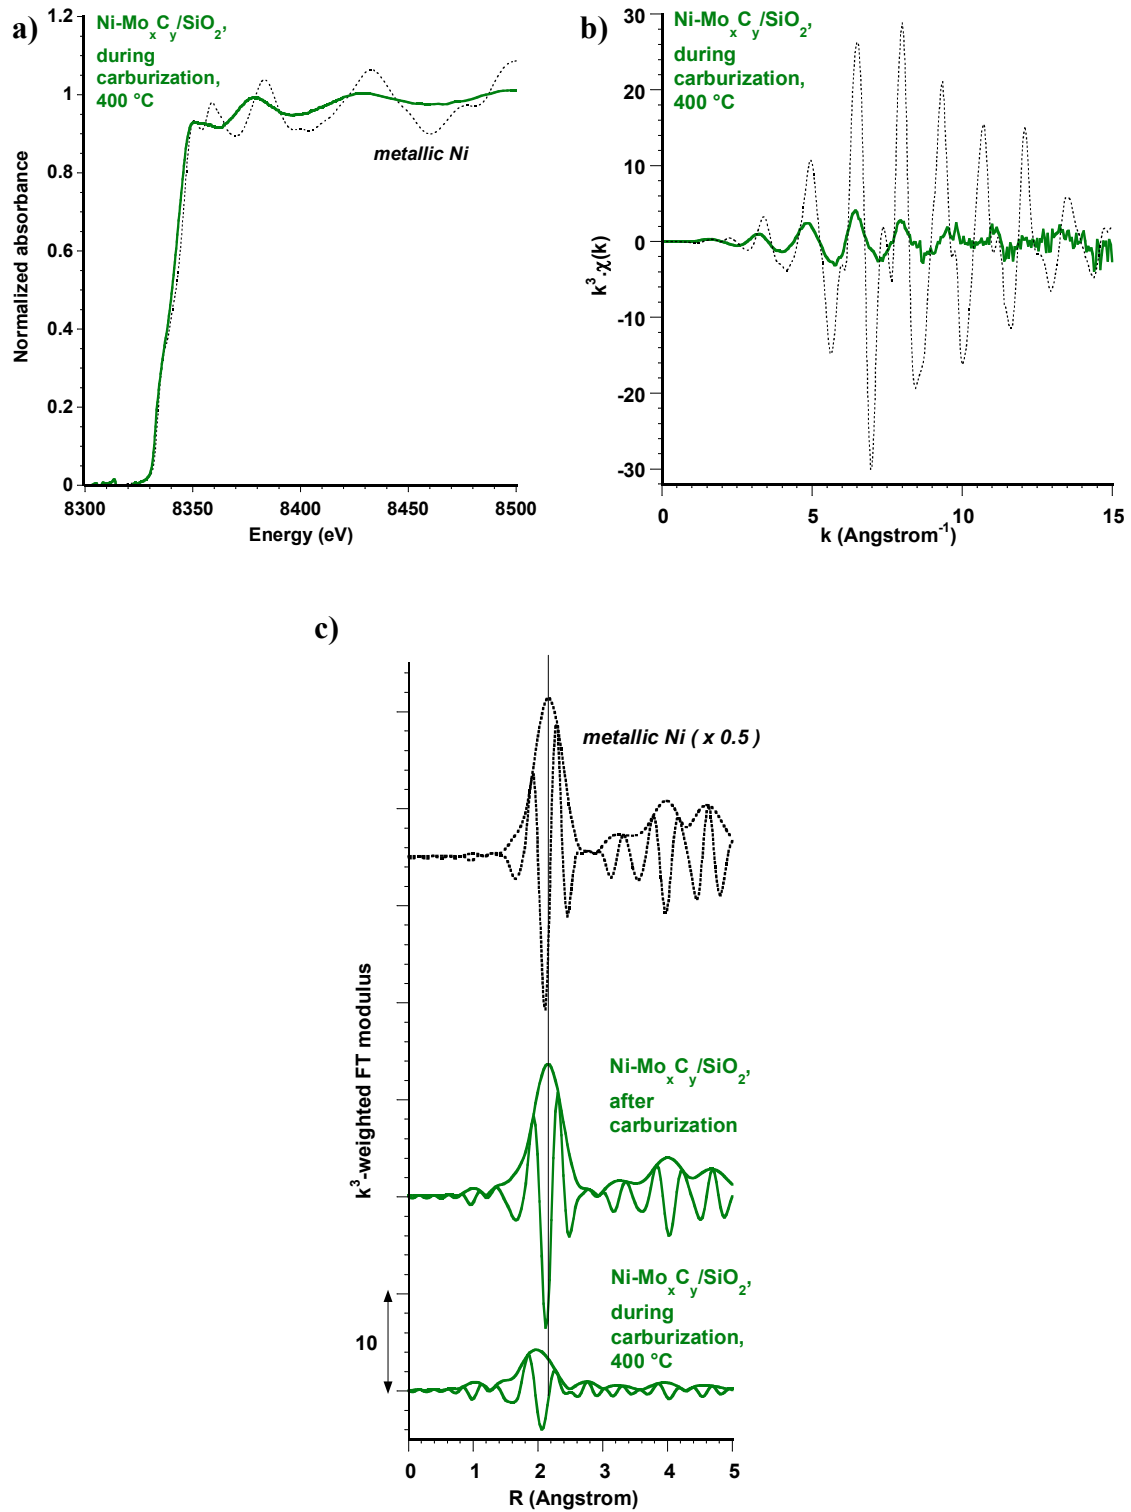 a)
Ni-MoxCy/SiO2,
during
carburization,
400 °C
metallic Ni
Normalized absorbance
1.2
1
0.8
0.6
0.4
0.2
0
8300 8350 8400 8450 8500
Energy (eV)
b)
Ni-MoxCy/SiO2,
during
carburization,
400 °C
k3.χ(k)
30
20
10
0
-10
-20
-30
0 5 10 15
k (Angstrom-1)
c)
metallic Ni ( x 0.5 )
Ni-MoxCy/SiO2,
after
carburization
Ni-MoxCy/SiO2,
during
carburization,
400 °C
k3-weighted FT modulus
10
0 1 2 3 4 5
R (Angstrom)